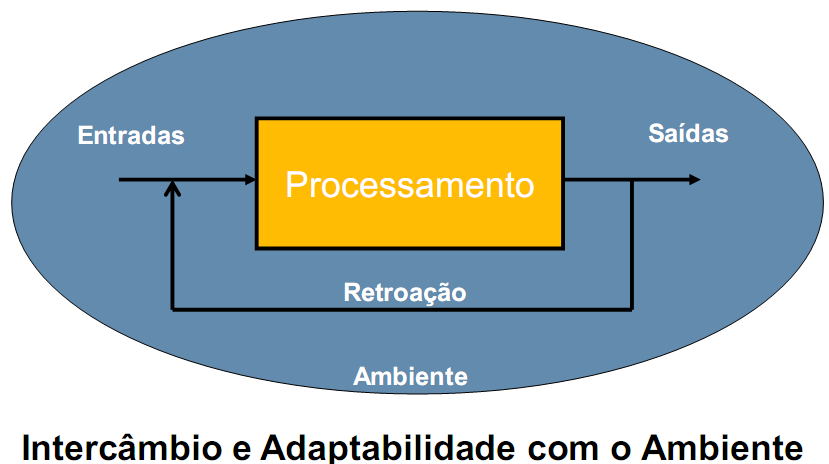 Entradas
Saídas
Processamento
Retroação
Ambiente
Intercâmbio e Adaptabilidade com o Ambiente